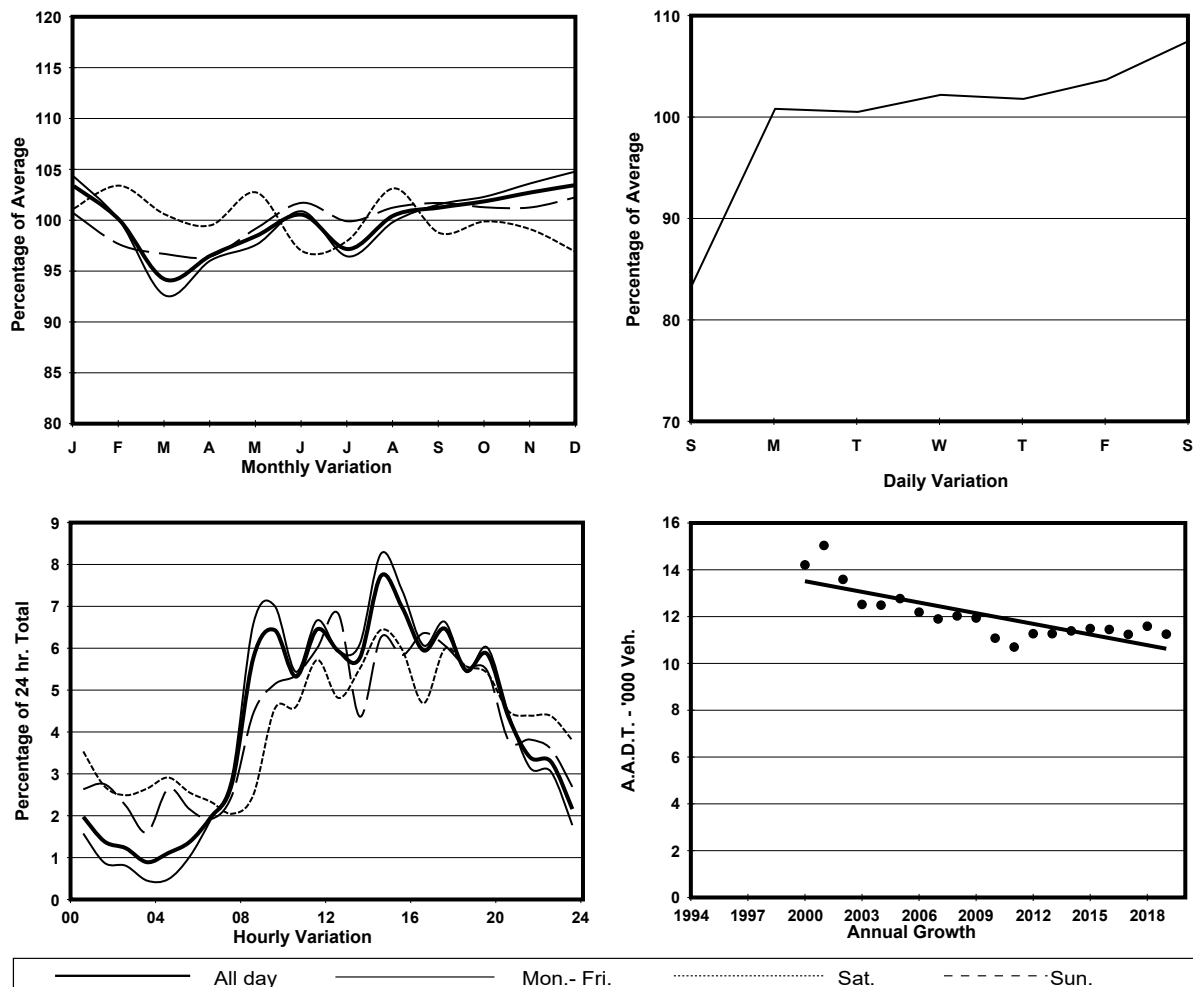 120
115
110
105
100
95
90
85
80
Percentage of Average
J F M A M J J A S O N D
Monthly Variation
110
100
90
80
70
Percentage of Average
S M T W T F S
Daily Variation
9
8
7
6
5
4
3
2
1
0
Percentage of 24 hr. Total
00 04 08 12 16 20 24
Hourly Variation
16
14
12
10
8
6
4
2
0
A.A.D.T. - '000 Veh.
1994 1997 2000 2003 2006 2009 2012 2015 2018
Annual Growth
All day Mon.- Fri. Sat. Sun.